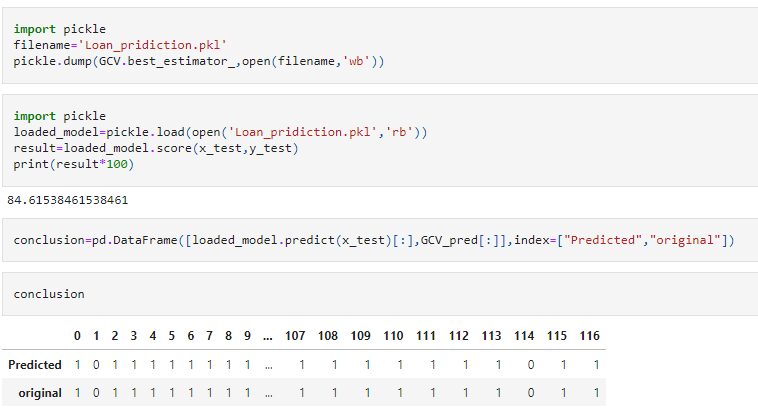 import pickle
filename='Loan_pridiction.pkl'
pickle.dump(GCV.best_estimator_,open(filename,'wb'))
import pickle
loaded_model=pickle.load(open('Loan_pridiction.pkl','rb'))
result=loaded_model.score(x_test,y_test)
print(result*100)
84.61538461538461
conclusion=pd.DataFrame([loaded_model.predict(x_test)[:],GCV_pred[:]],index=["Predicted","original"])
conclusion
0 1 2 3 4 5 6 7 8 9 ... 107 108 109 110 111 112 113 114 115 116
Predicted 1 0 1 1 1 1 1 1 1 1 ... 1 1 1 1 1 1 1 0 1 1
original 1 0 1 1 1 1 1 1 1 1 ... 1 1 1 1 1 1 1 0 1 1